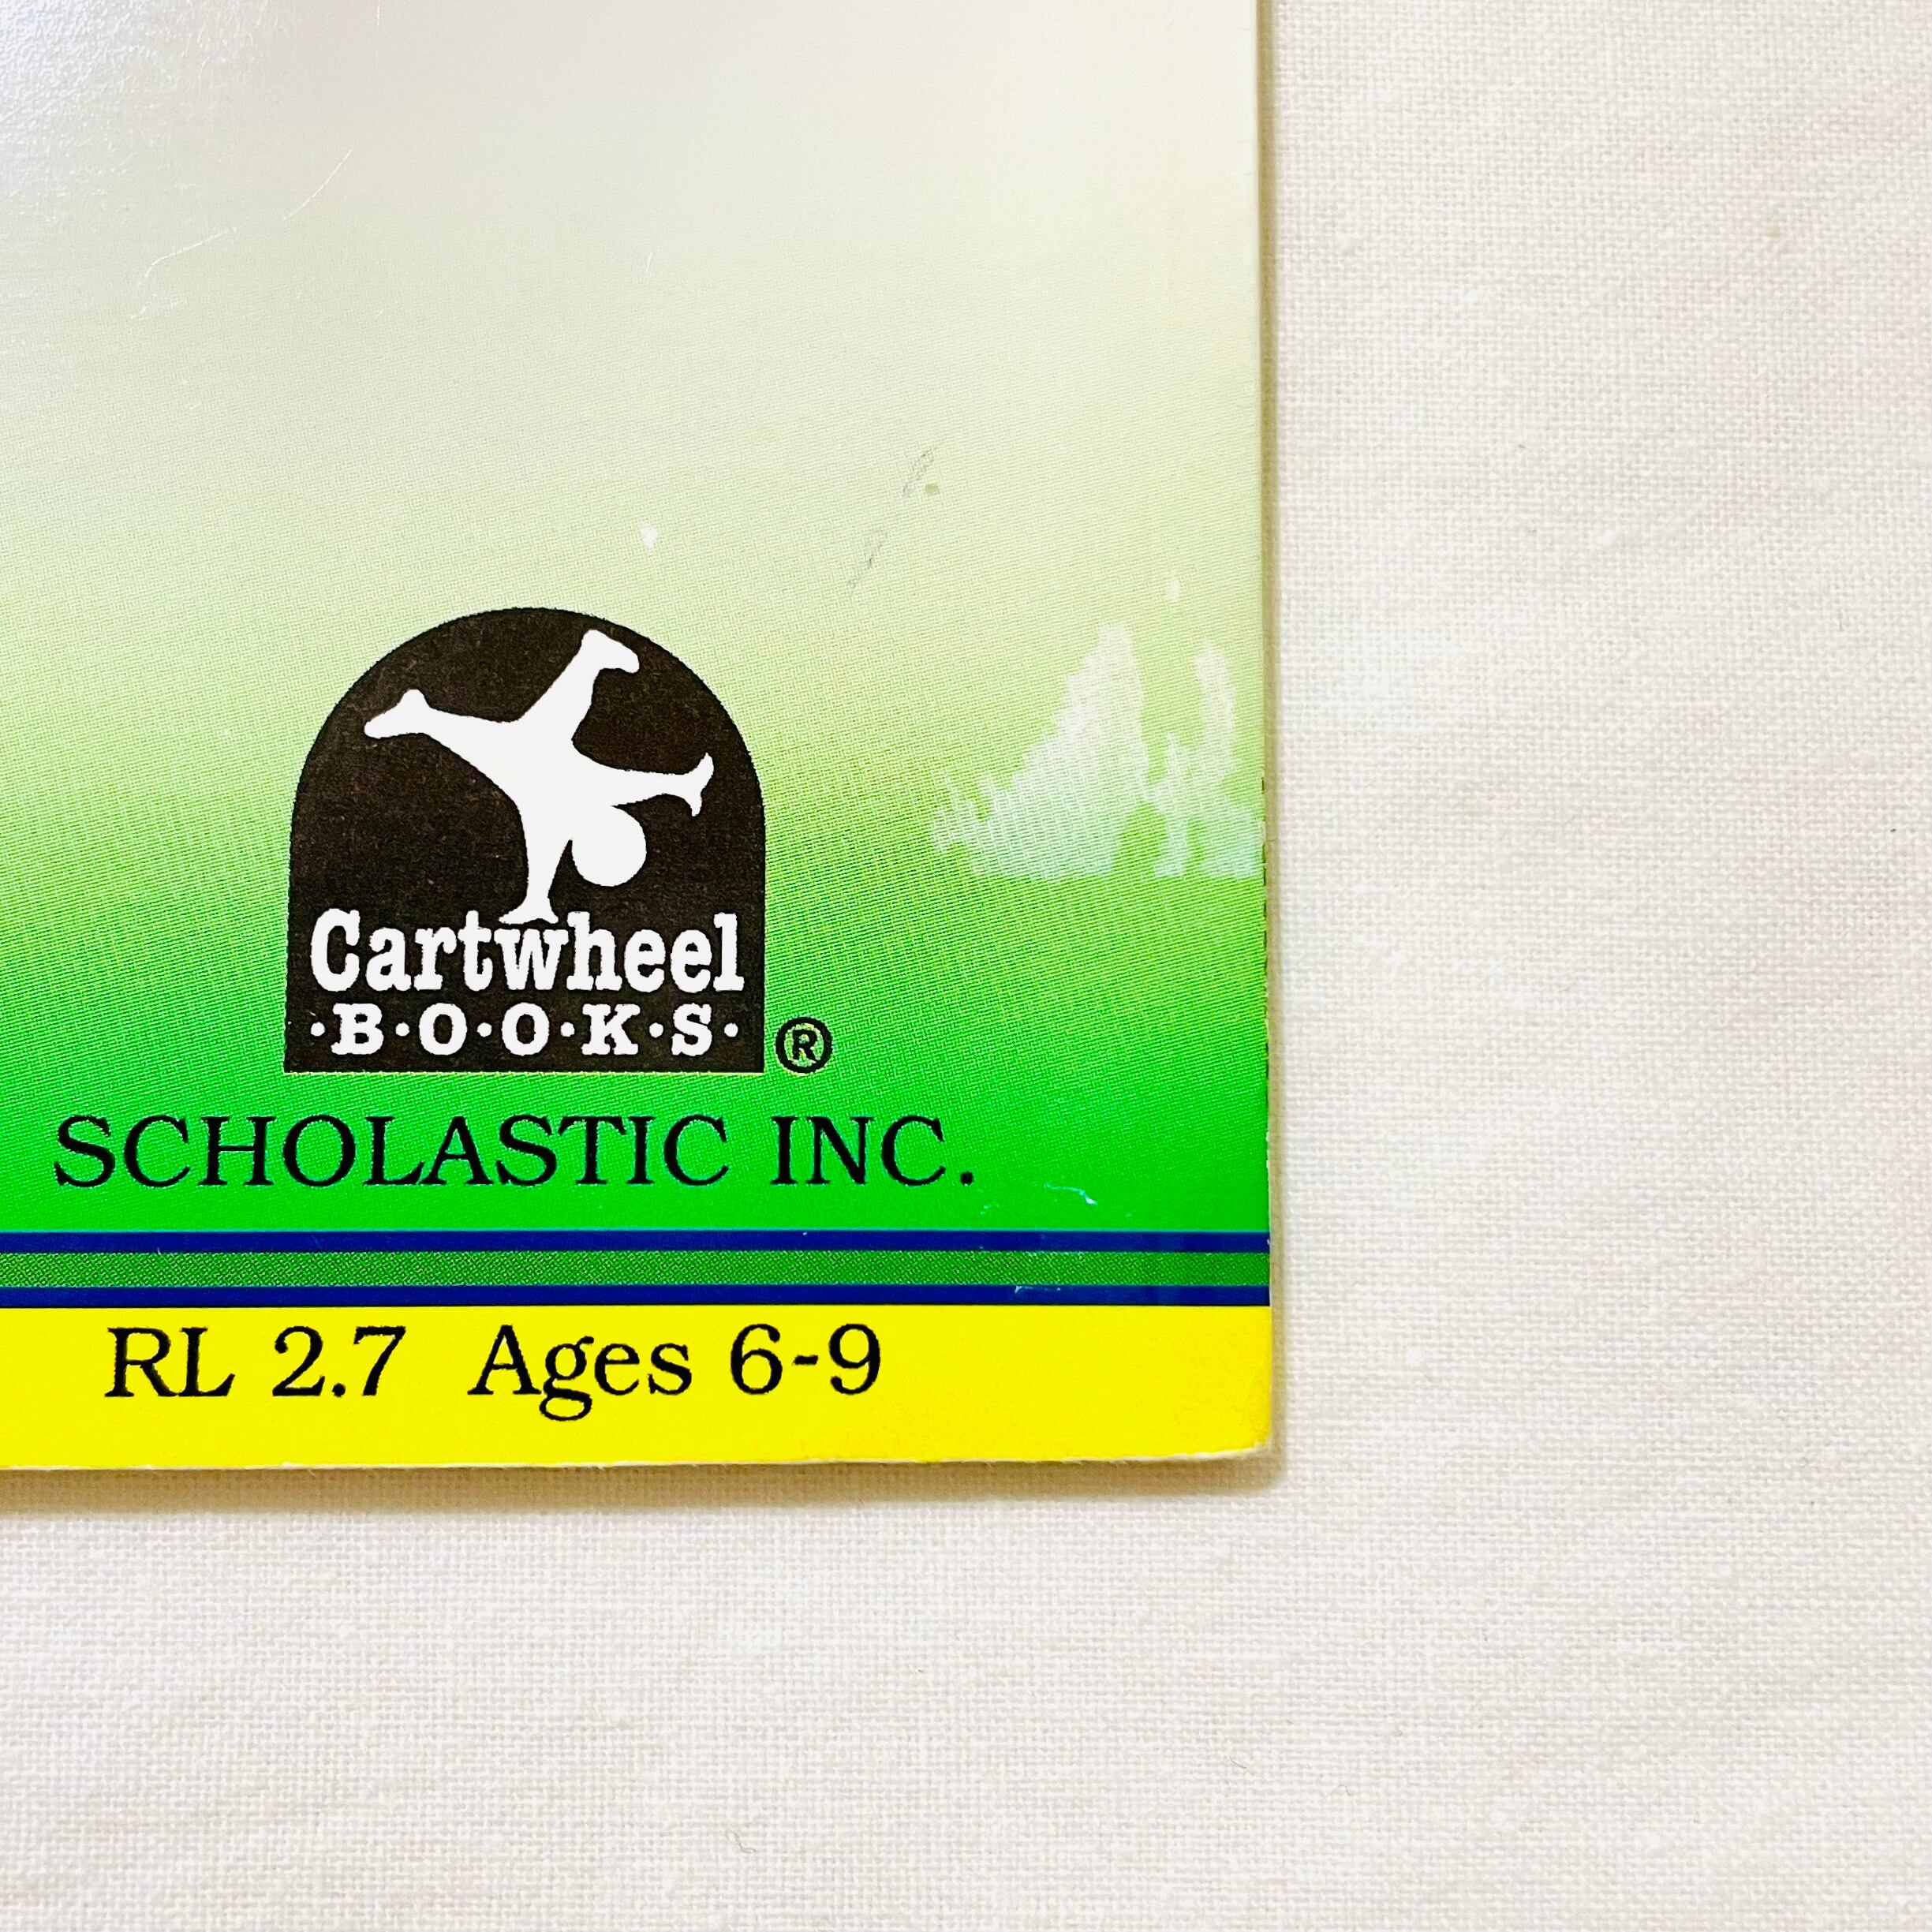 Cartwheel
·B·O·O·K·S·
®
SCHOLASTIC INC.
RL 2.7 Ages 6-9